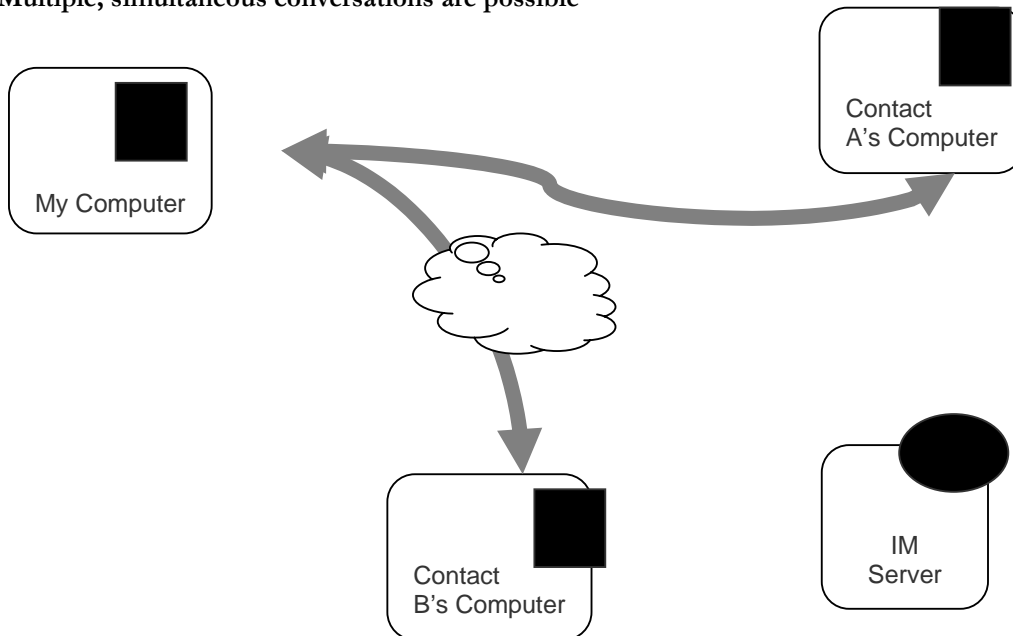 Multiple, simultaneous conversations are possible
Contact
A's Computer
My Computer
IM
Server
Contact
B's Computer